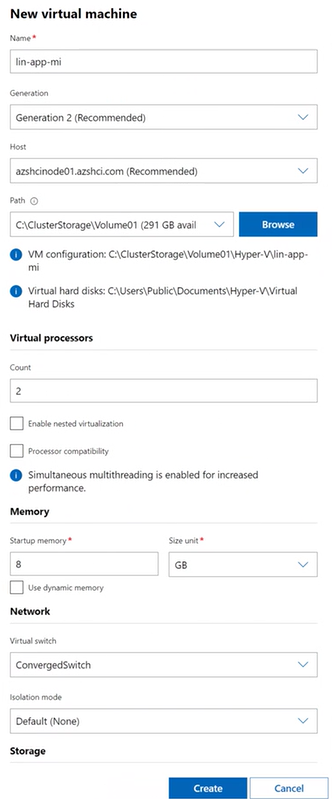 New virtual machine
Name *
lin-app-mi
Generation
Generation 2 (Recommended)
Host
azshcinode01.azshci.com (Recommended)
Path
C:\ClusterStorage\Volume01 (291 GB avail
Browse
VM configuration: C:\ClusterStorage\Volume01\Hyper-V\lin-app-
mi
Virtual hard disks: C:\Users\Public\Documents\Hyper-V\Virtual
Hard Disks
Virtual processors
Count
2
Enable nested virtualization
Processor compatibility
Simultaneous multithreading is enabled for increased
performance.
Memory
Startup memory * Size unit *
8 GB
Use dynamic memory
Network
Virtual switch
ConvergedSwitch
Isolation mode
Default (None)
Storage
Create Cancel